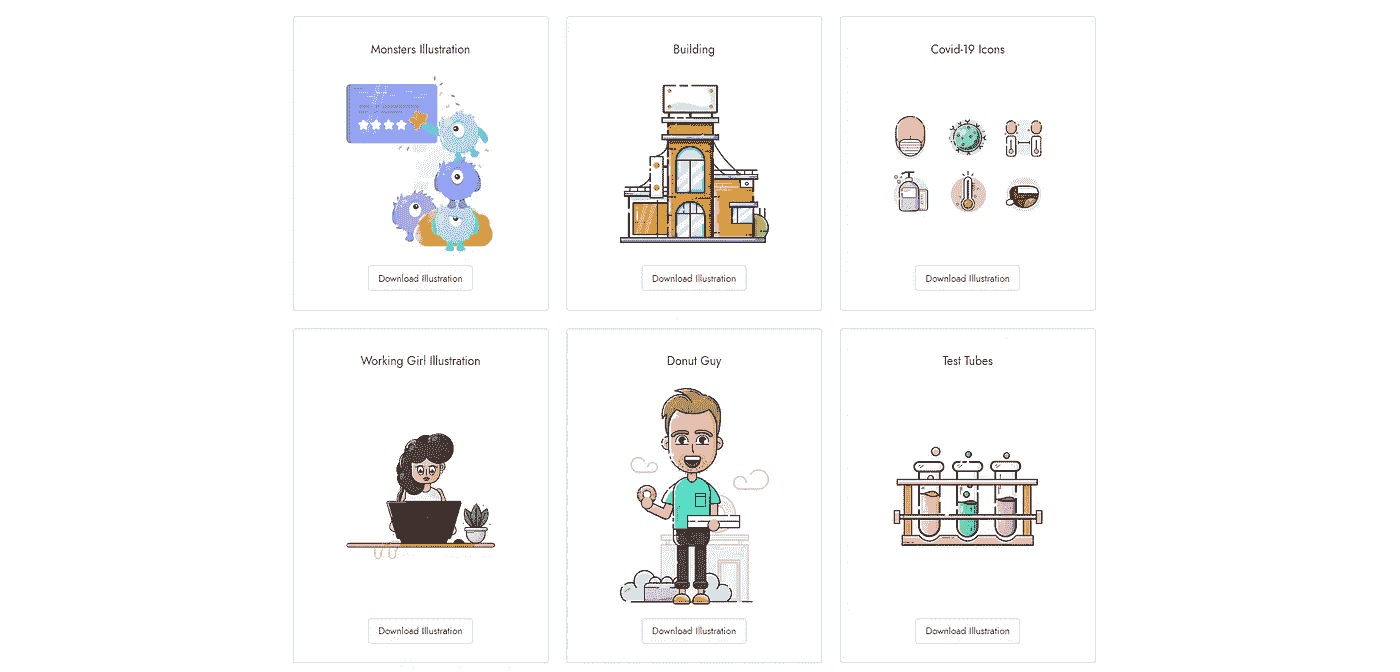 Monsters Illustration
Building
Covid-19 Icons
Download Illustration
Download Illustration
Download Illustration
Working Girl Illustration
Donut Guy
Test Tubes
Download Illustration
Download Illustration
Download Illustration